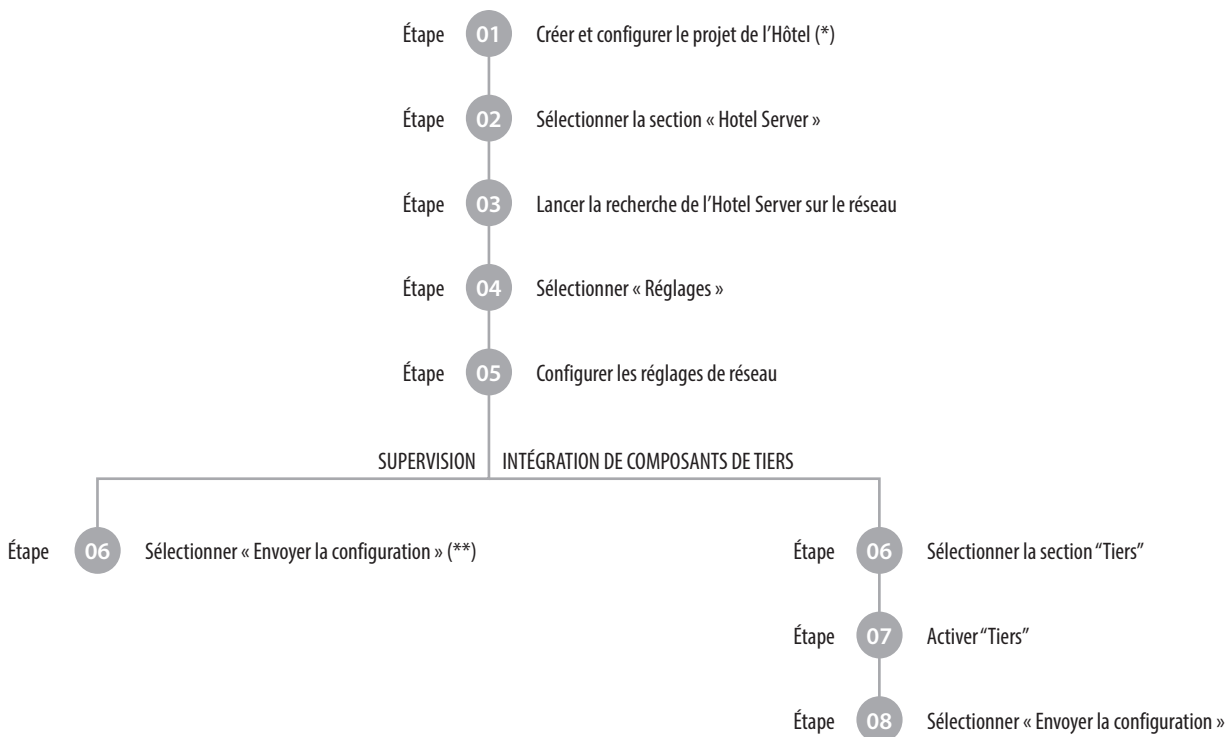 Étape 01 Créer et configurer le projet de l’Hôtel (*)
Étape 02 Sélectionner la section « Hotel Server »
Étape 03 Lancer la recherche de l’Hotel Server sur le réseau
Étape 04 Sélectionner « Réglages »
Étape 05 Configurer les réglages de réseau
SUPERVISION INTÉGRATION DE COMPOSANTS DE TIERS
Étape 06 Sélectionner « Envoyer la configuration » (**)
Étape 06 Sélectionner la section “Tiers”
Étape 07 Activer “Tiers”
Étape 08 Sélectionner « Envoyer la configuration »